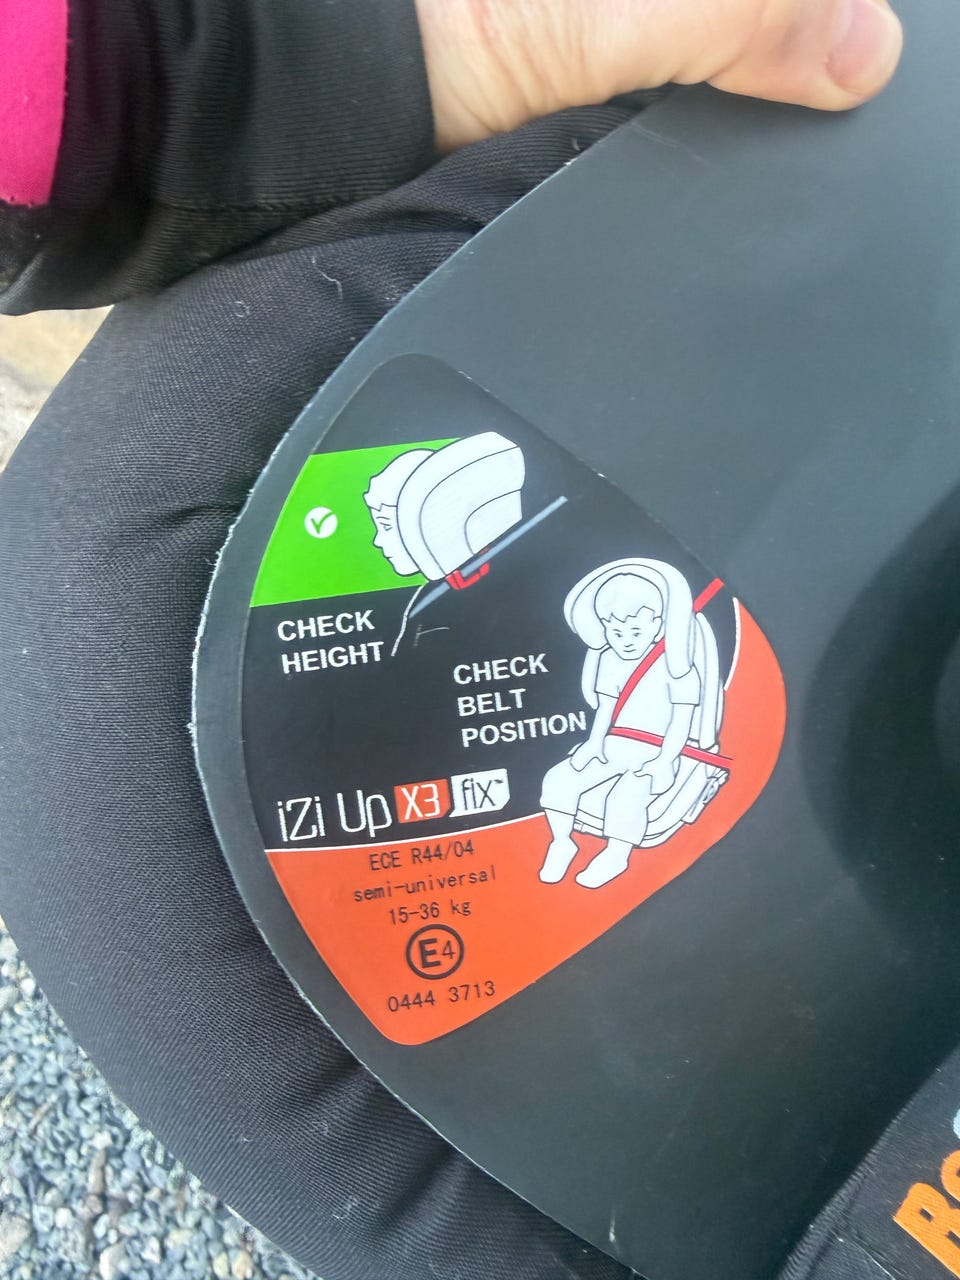 CHECK
HEIGHT
CHECK
BELT
POSITION
iZi Up X3 fix™
ECE R44/04
semi-universal
15-36 kg
E4
0444 3713